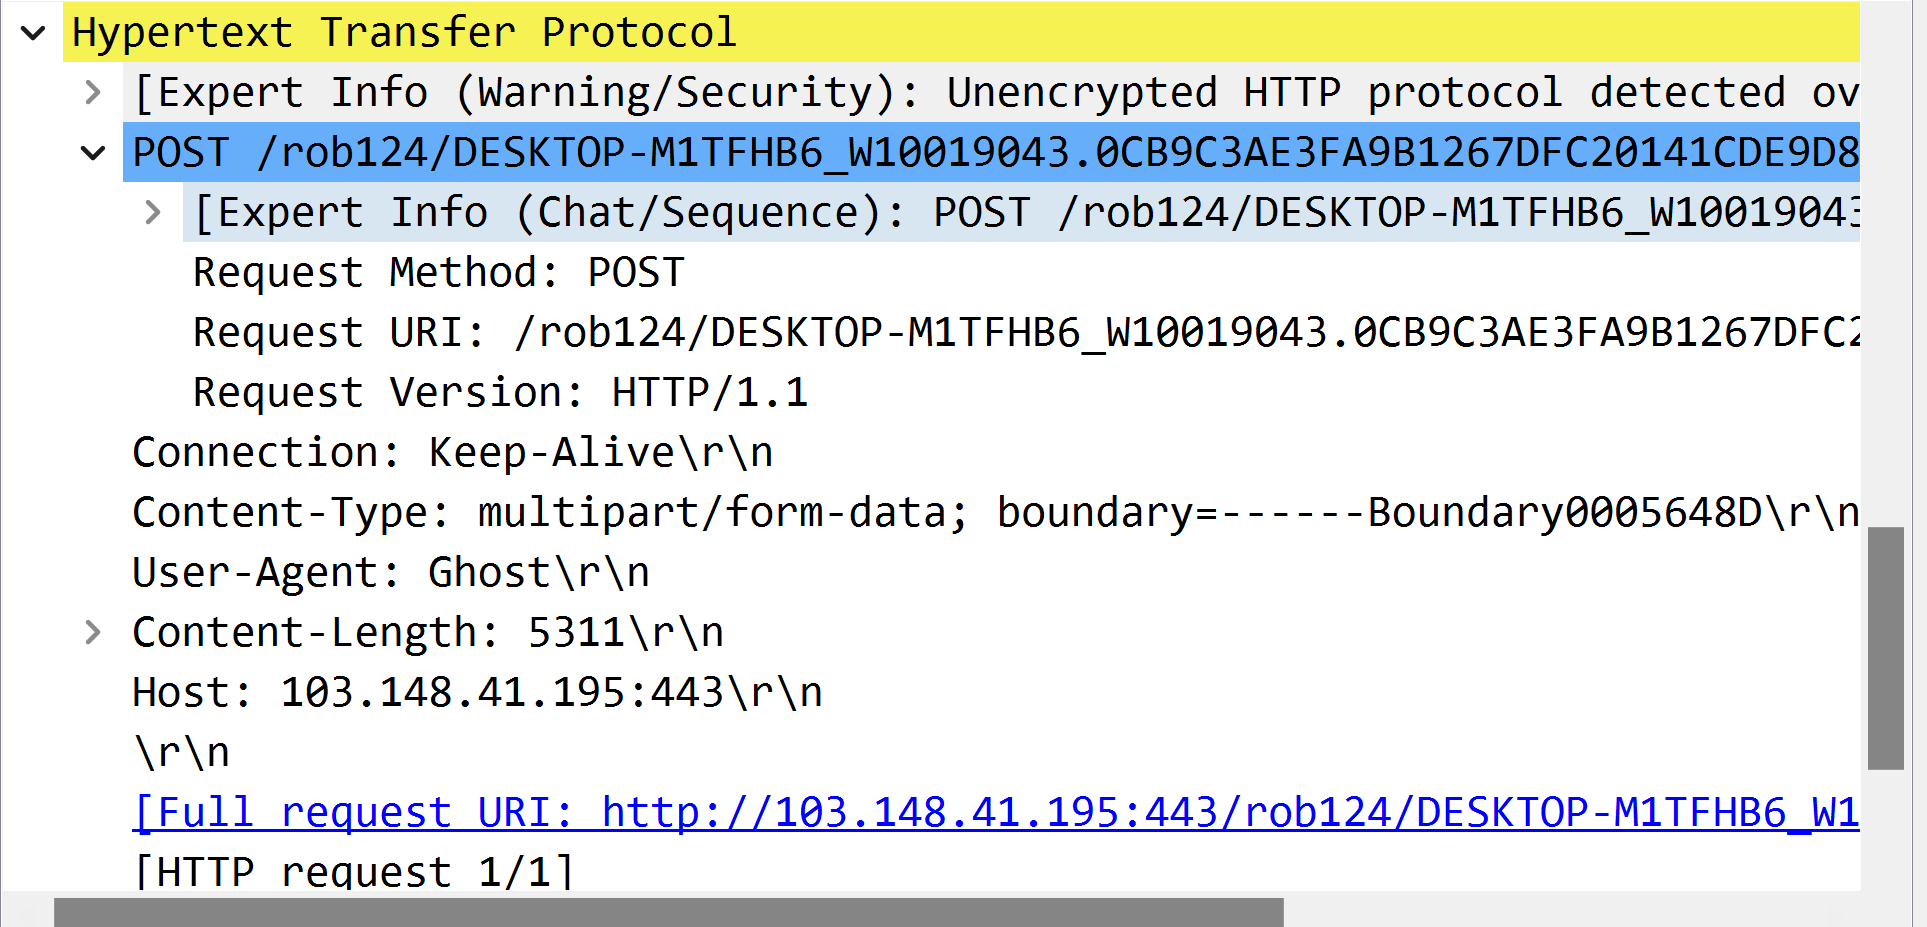 Hypertext Transfer Protocol
[Expert Info (Warning/Security): Unencrypted HTTP protocol detected ov
POST /rob124/DESKTOP-M1TFHB6_W10019043.0CB9C3AE3FA9B1267DFC20141CDE9D8
[Expert Info (Chat/Sequence): POST /rob124/DESKTOP-M1TFHB6_W10019043
Request Method: POST
Request URI: /rob124/DESKTOP-M1TFHB6_W10019043.0CB9C3AE3FA9B1267DFC2
Request Version: HTTP/1.1
Connection: Keep-Alive\r\n
Content-Type: multipart/form-data; boundary=------Boundary0005648D\r\n
User-Agent: Ghost\r\n
Content-Length: 5311\r\n
Host: 103.148.41.195:443\r\n
\r\n
[Full request URI: http://103.148.41.195:443/rob124/DESKTOP-M1TFHB6_W1
[HTTP request 1/1]